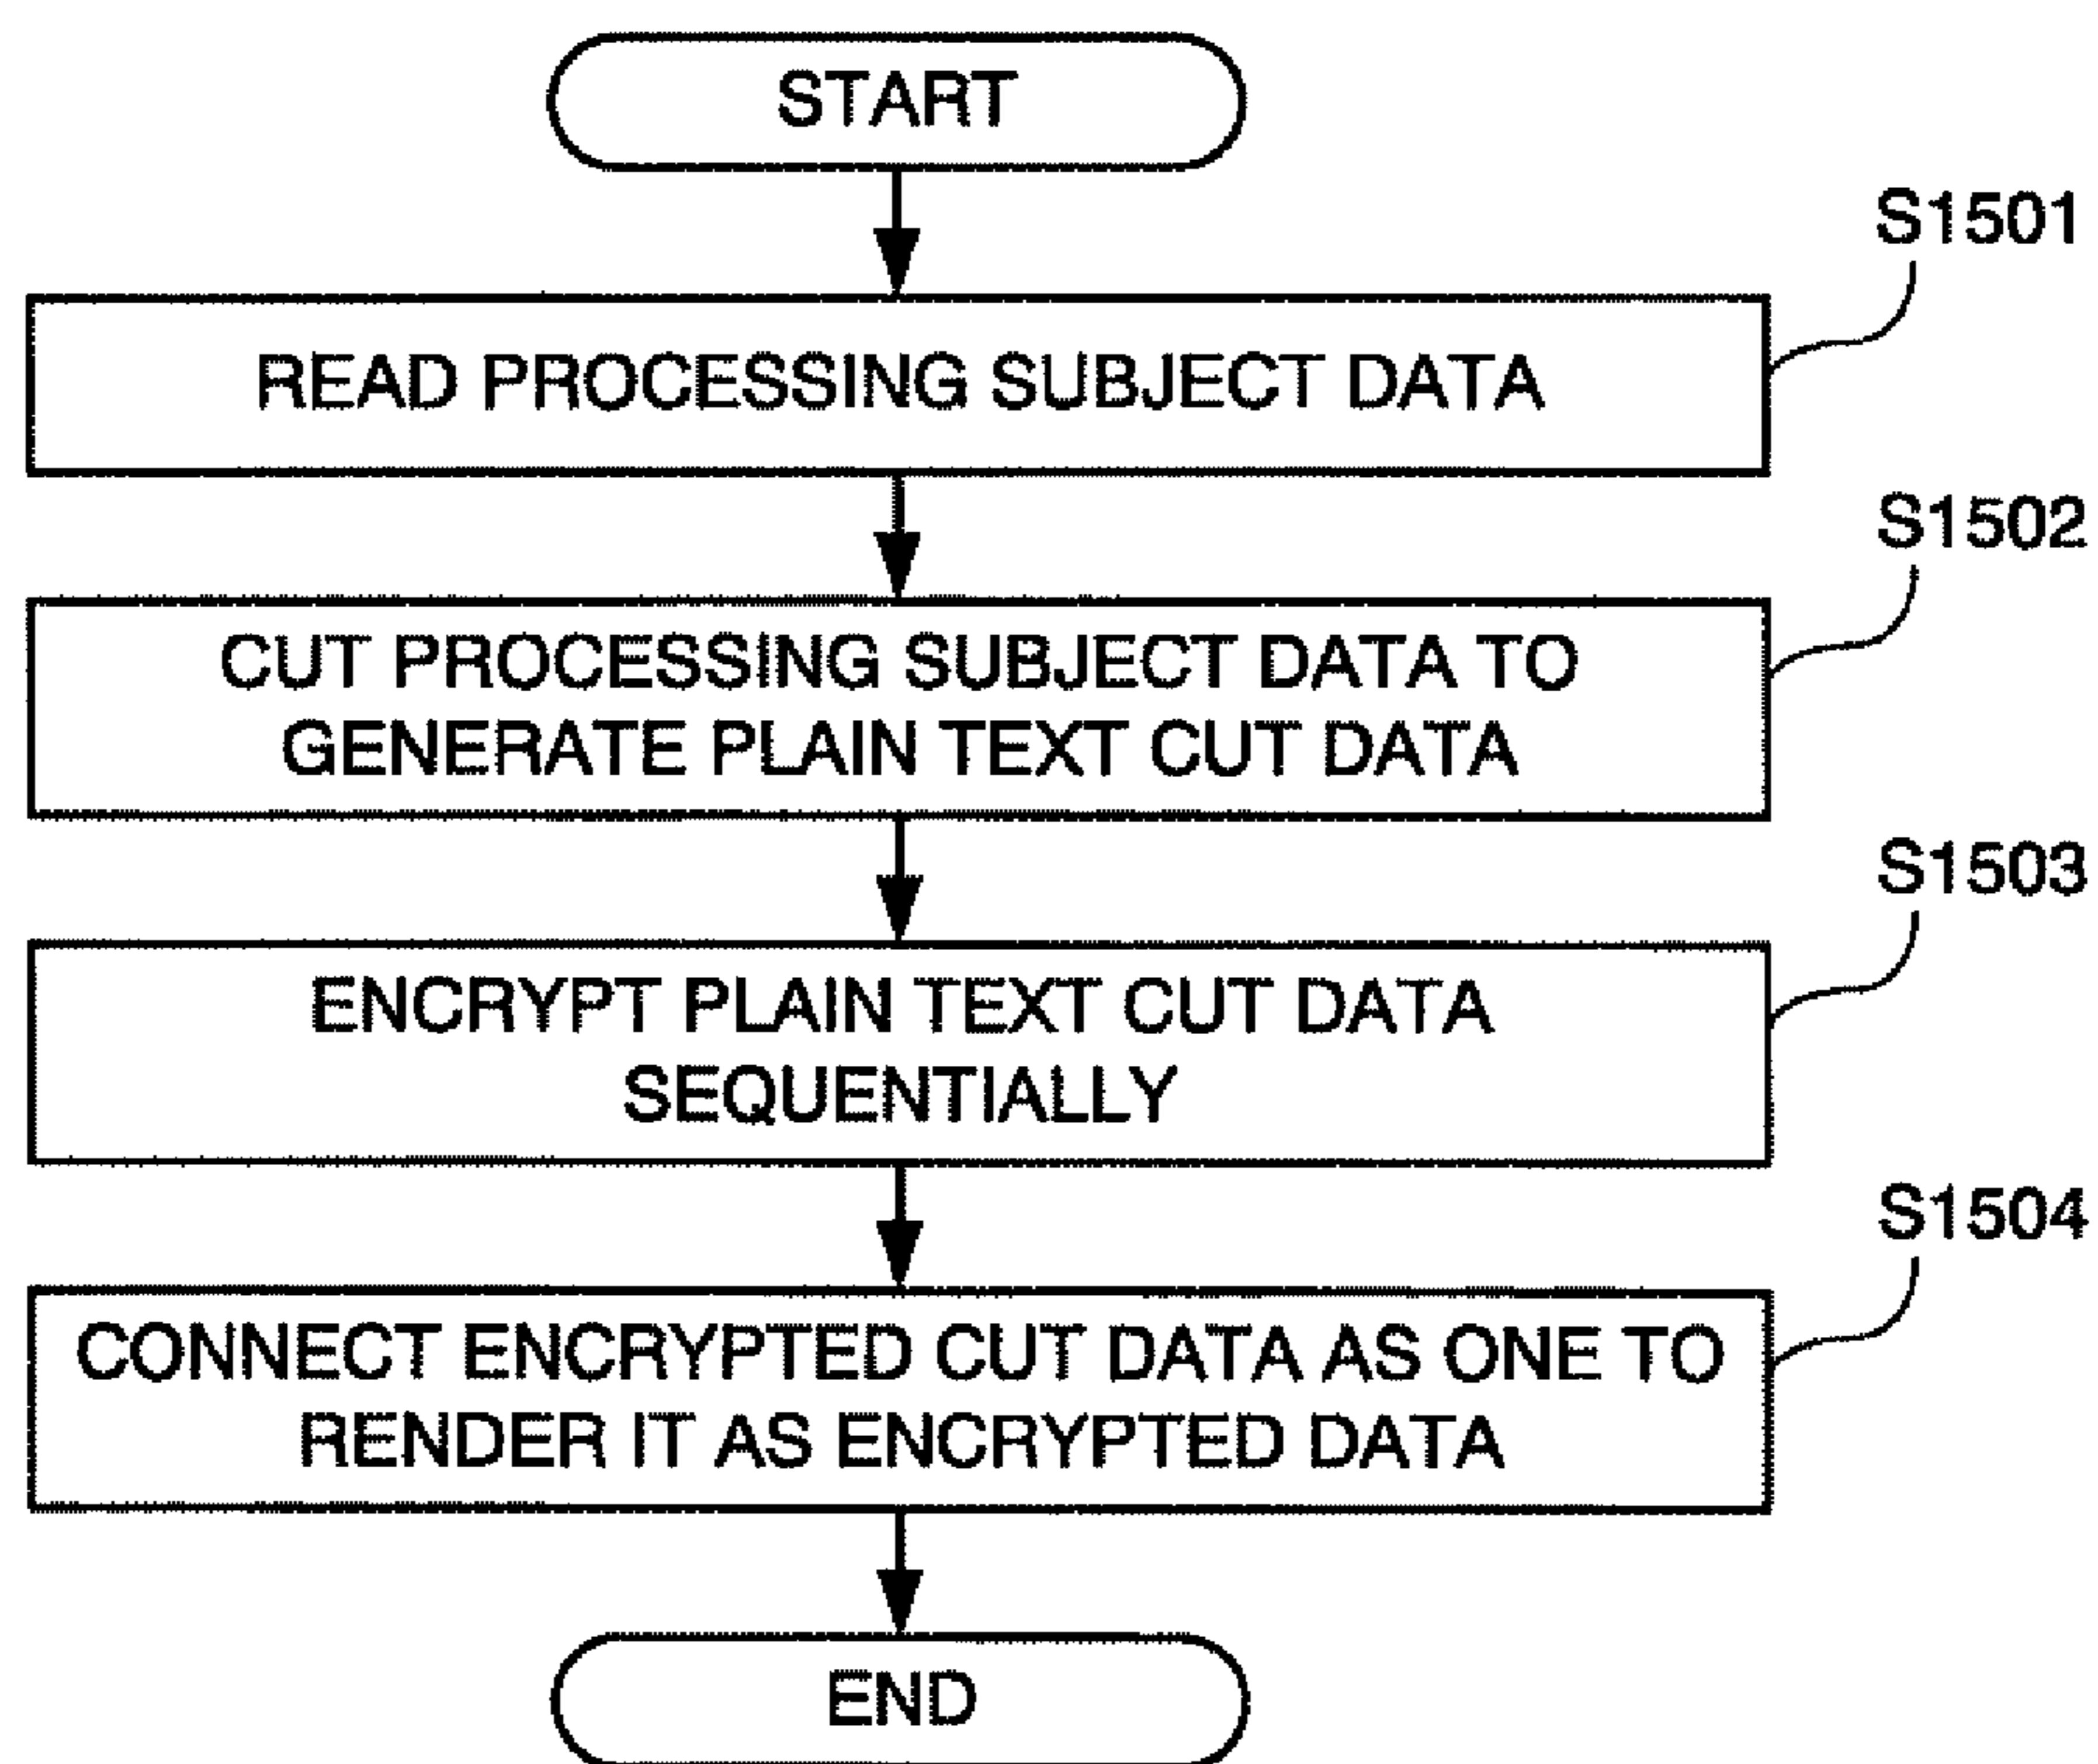 START
S1501
READ PROCESSING SUBJECT DATA
S1502
CUT PROCESSING SUBJECT DATA TO
GENERATE PLAIN TEXT CUT DATA
S1503
ENCRYPT PLAIN TEXT CUT DATA
SEQUENTIALLY
S1504
CONNECT ENCRYPTED CUT DATA AS ONE TO
RENDER IT AS ENCRYPTED DATA
END